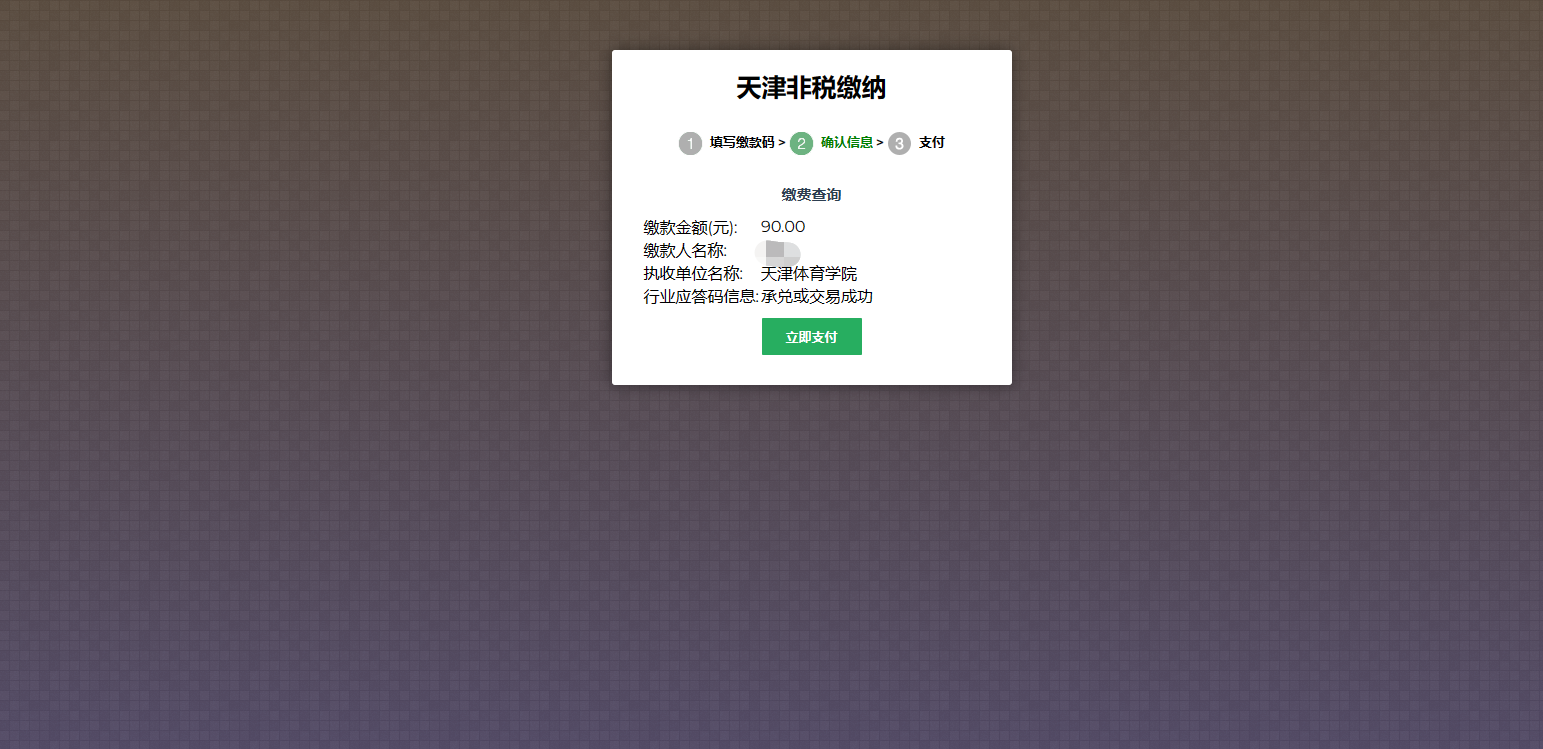 天津非税缴纳
1 填写缴款码 > 2 确认信息 > 3 支付
缴费查询
缴款金额(元): 90.00
缴款人名称:
执收单位名称: 天津体育学院
行业应答码信息: 承兑或交易成功
立即支付